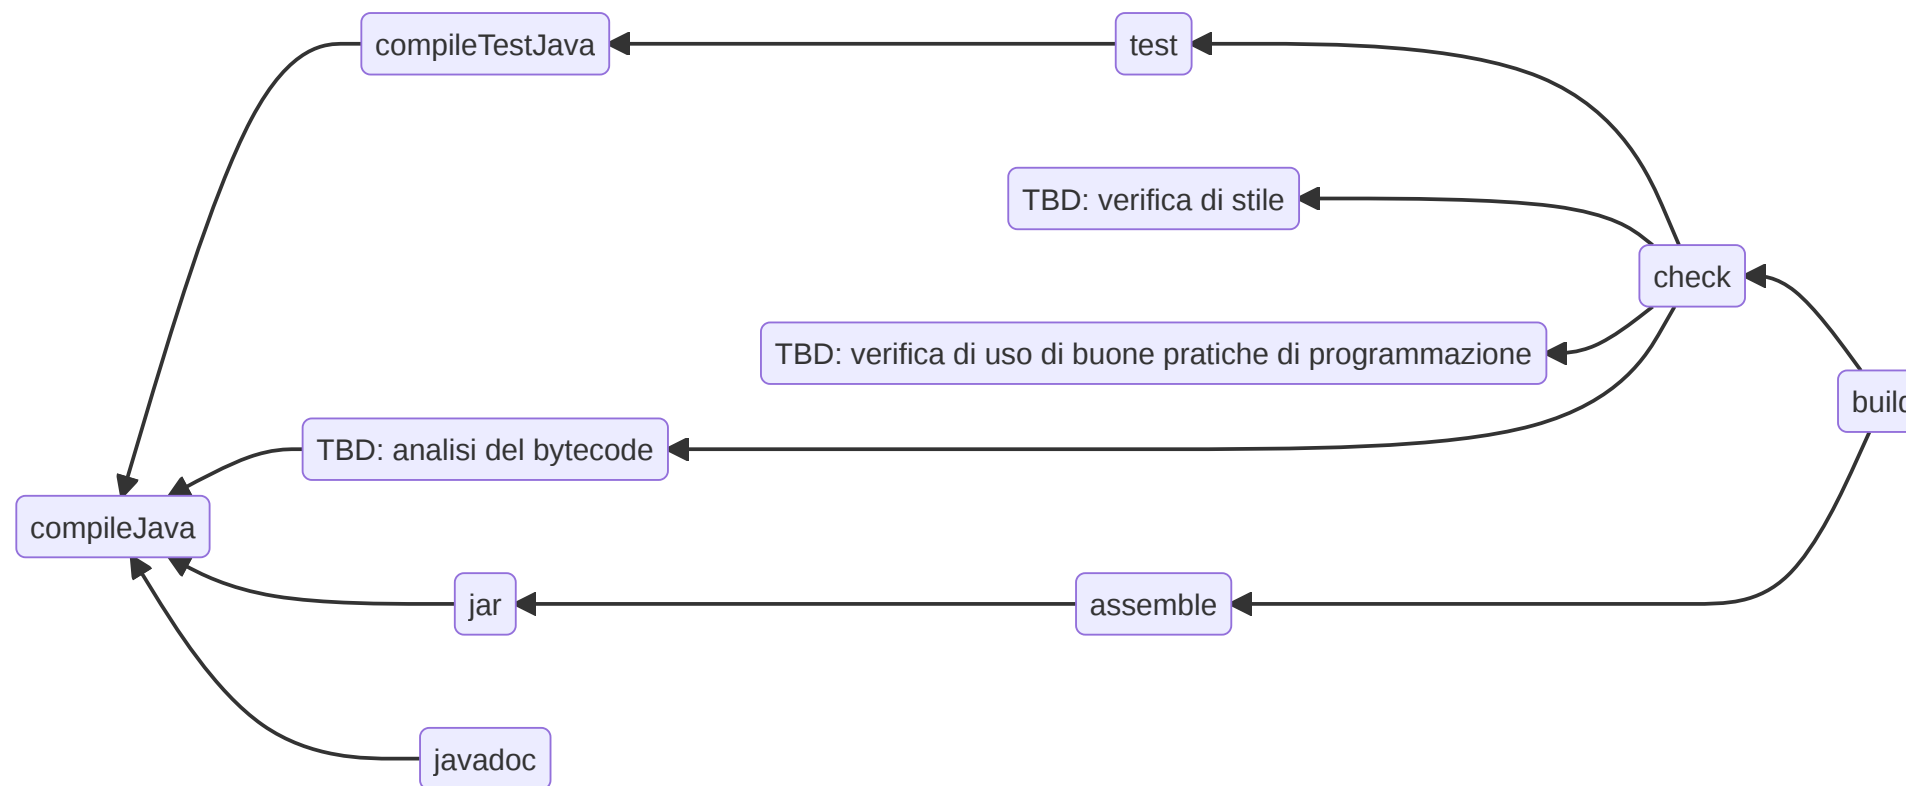 compileTestJava
test
TBD: verifica di stile
check
TBD: verifica di uso di buone pratiche di programmazione
build
TBD: analisi del bytecode
compileJava
jar
assemble
javadoc